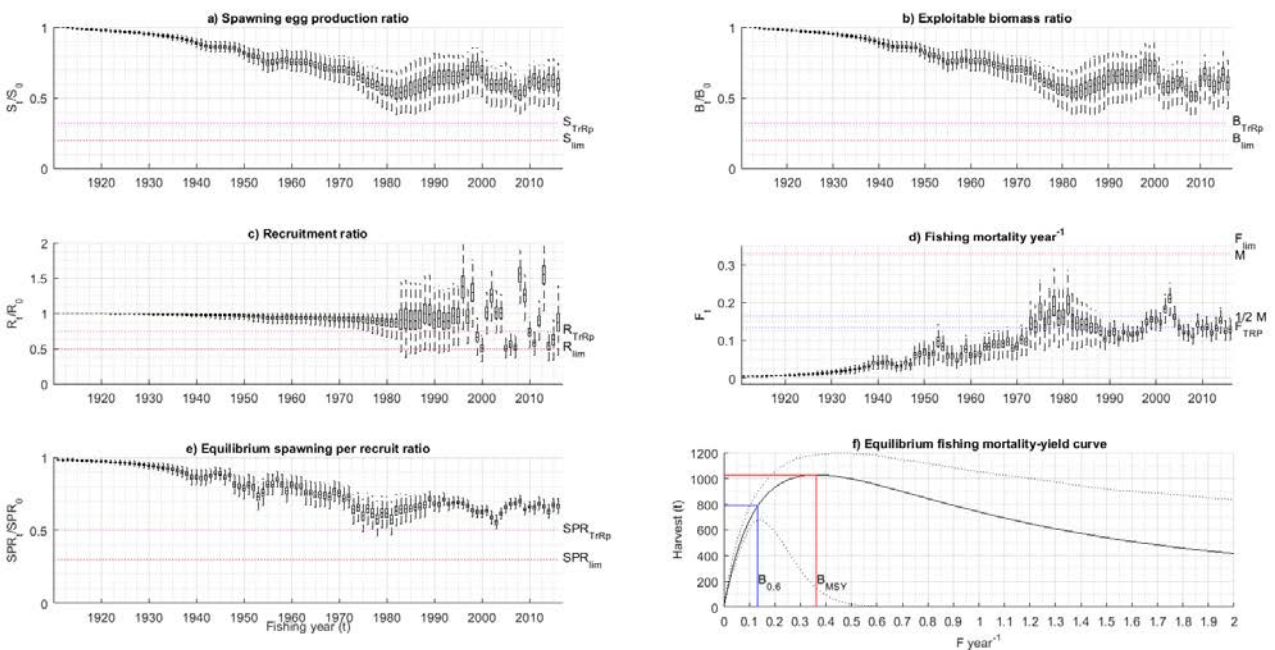 a) Spawning egg production ratio
1
0.5
0
S_t/S_0
S_TrRp
S_lim
1920 1930 1940 1950 1960 1970 1980 1990 2000 2010
b) Exploitable biomass ratio
1
0.5
0
B_t/B_0
B_TrRp
B_lim
1920 1930 1940 1950 1960 1970 1980 1990 2000 2010
c) Recruitment ratio
2
1.5
1
0.5
0
R_t/R_0
R_TrRp
R_lim
1920 1930 1940 1950 1960 1970 1980 1990 2000 2010
d) Fishing mortality year^-1
0.3
0.2
0.1
0
F_t
F_lim
M
1/2 M
F_TRP
1920 1930 1940 1950 1960 1970 1980 1990 2000 2010
e) Equilibrium spawning per recruit ratio
1
0.5
0
SPR_t/SPR_0
SPR_TrRp
SPR_lim
1920 1930 1940 1950 1960 1970 1980 1990 2000 2010
Fishing year (t)
f) Equilibrium fishing mortality-yield curve
1200
1000
800
600
400
200
0
Harvest (t)
B_0.6
B_MSY
0 0.1 0.2 0.3 0.4 0.5 0.6 0.7 0.8 0.9 1 1.1 1.2 1.3 1.4 1.5 1.6 1.7 1.8 1.9 2
F year^-1